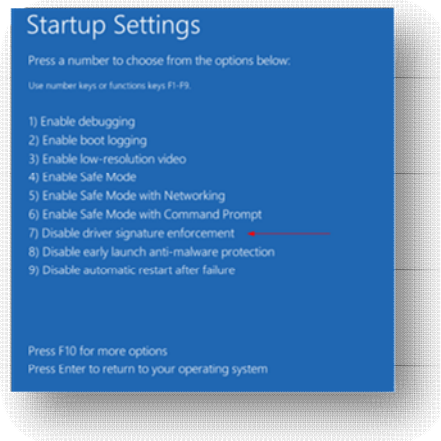 Startup Settings
Press a number to choose from the options below:
Use number keys or functions keys F1-F9.
1) Enable debugging
2) Enable boot logging
3) Enable low-resolution video
4) Enable Safe Mode
5) Enable Safe Mode with Networking
6) Enable Safe Mode with Command Prompt
7) Disable driver signature enforcement
8) Disable early launch anti-malware protection
9) Disable automatic restart after failure
Press F10 for more options
Press Enter to return to your operating system